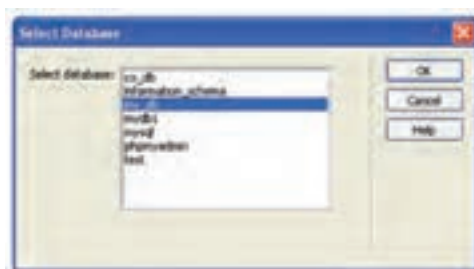 Select Database
Select database:
information_schema
mysql
phpmyadmin
test
OK
Cancel
Help